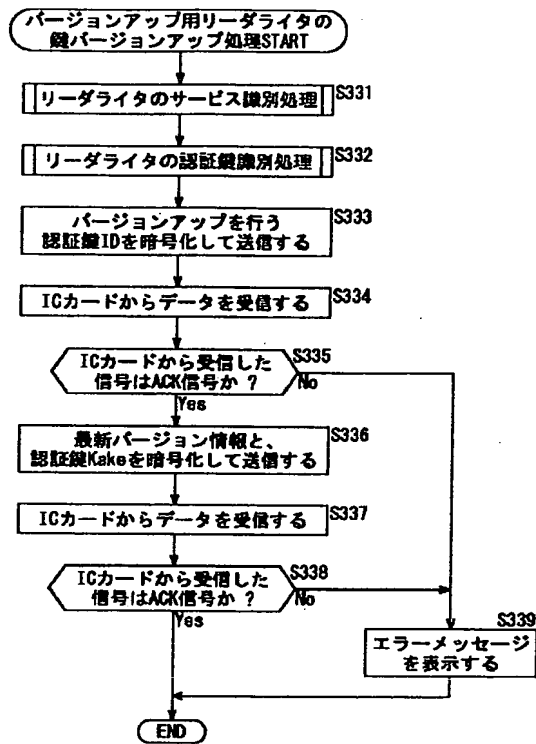 バージョンアップ用リーダライタの
鍵バージョンアップ処理START
リーダライタのサービス識別処理
S331
リーダライタの認証鍵識別処理
S332
バージョンアップを行う
認証鍵IDを暗号化して送信する
S333
ICカードからデータを受信する
S334
ICカードから受信した
信号はACK信号か ?
S335
No
Yes
最新バージョン情報と、
認証鍵Kakeを暗号化して送信する
S336
ICカードからデータを受信する
S337
ICカードから受信した
信号はACK信号か ?
S338
No
Yes
S339
エラーメッセージ
を表示する
END